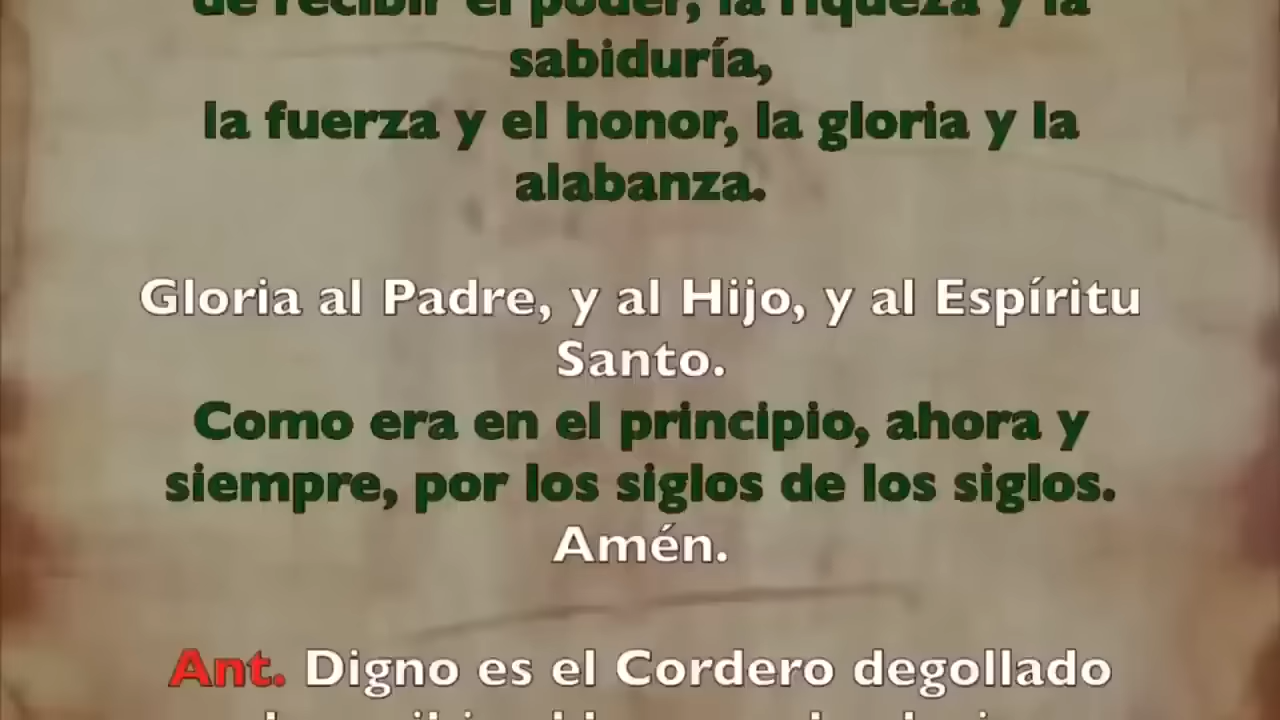 de recibir el poder, la riqueza y la
sabiduría,
la fuerza y el honor, la gloria y la
alabanza.
Gloria al Padre, y al Hijo, y al Espíritu
Santo.
Como era en el principio, ahora y
siempre, por los siglos de los siglos.
Amén.
Ant. Digno es el Cordero degollado